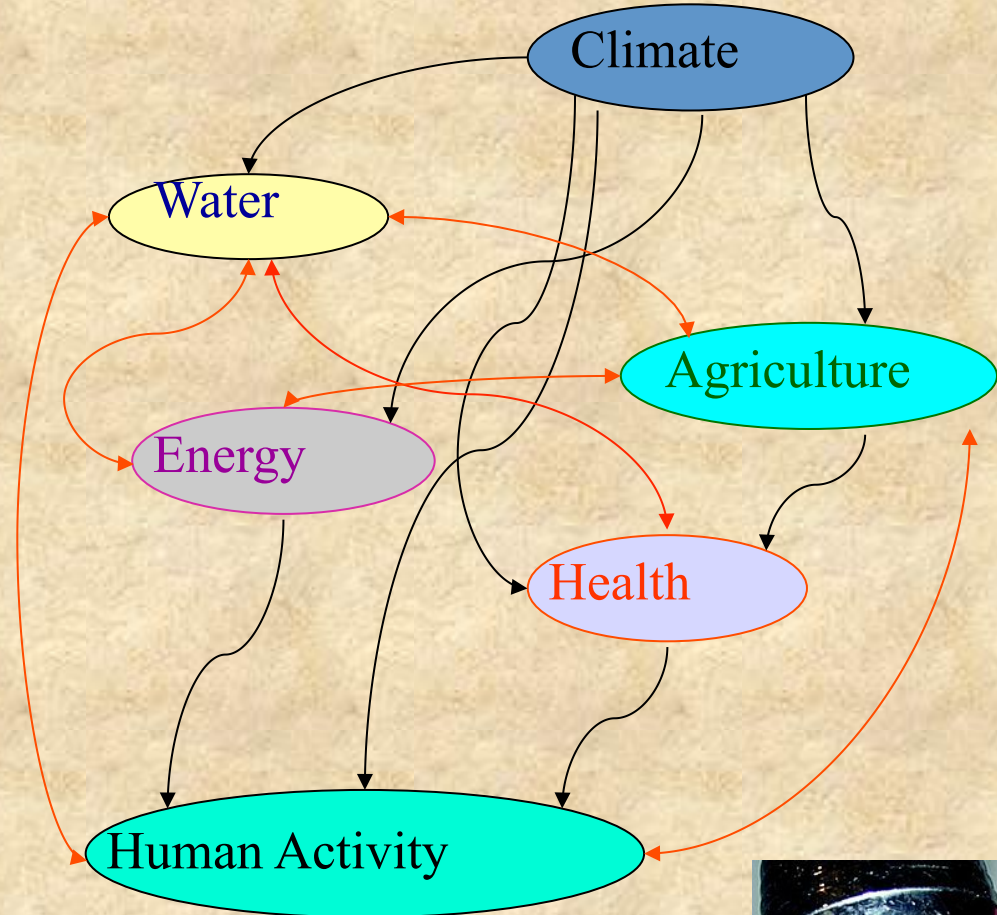 Climate
Water
Agriculture
Energy
Health
Human Activity